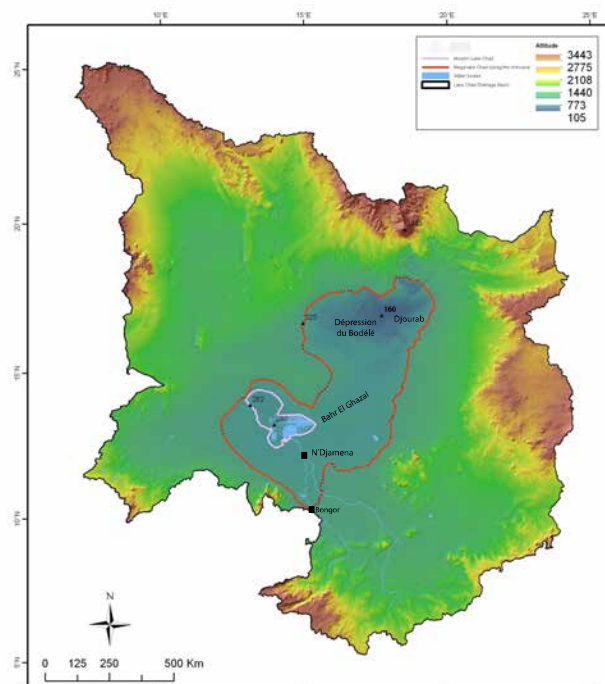 10°E 15°E 20°E 25°E
Altitude
3443
2775
2108
1440
773
105
Modern Lake Chad
Lake Chad Drainage Basin
25°N
20°N
15°N
10°N
5°N
160
Djourab
Dépression
du Bodélé
325
Bahr El Ghazal
282
N'Djamena
Bongor
N
0 125 250 500 Km